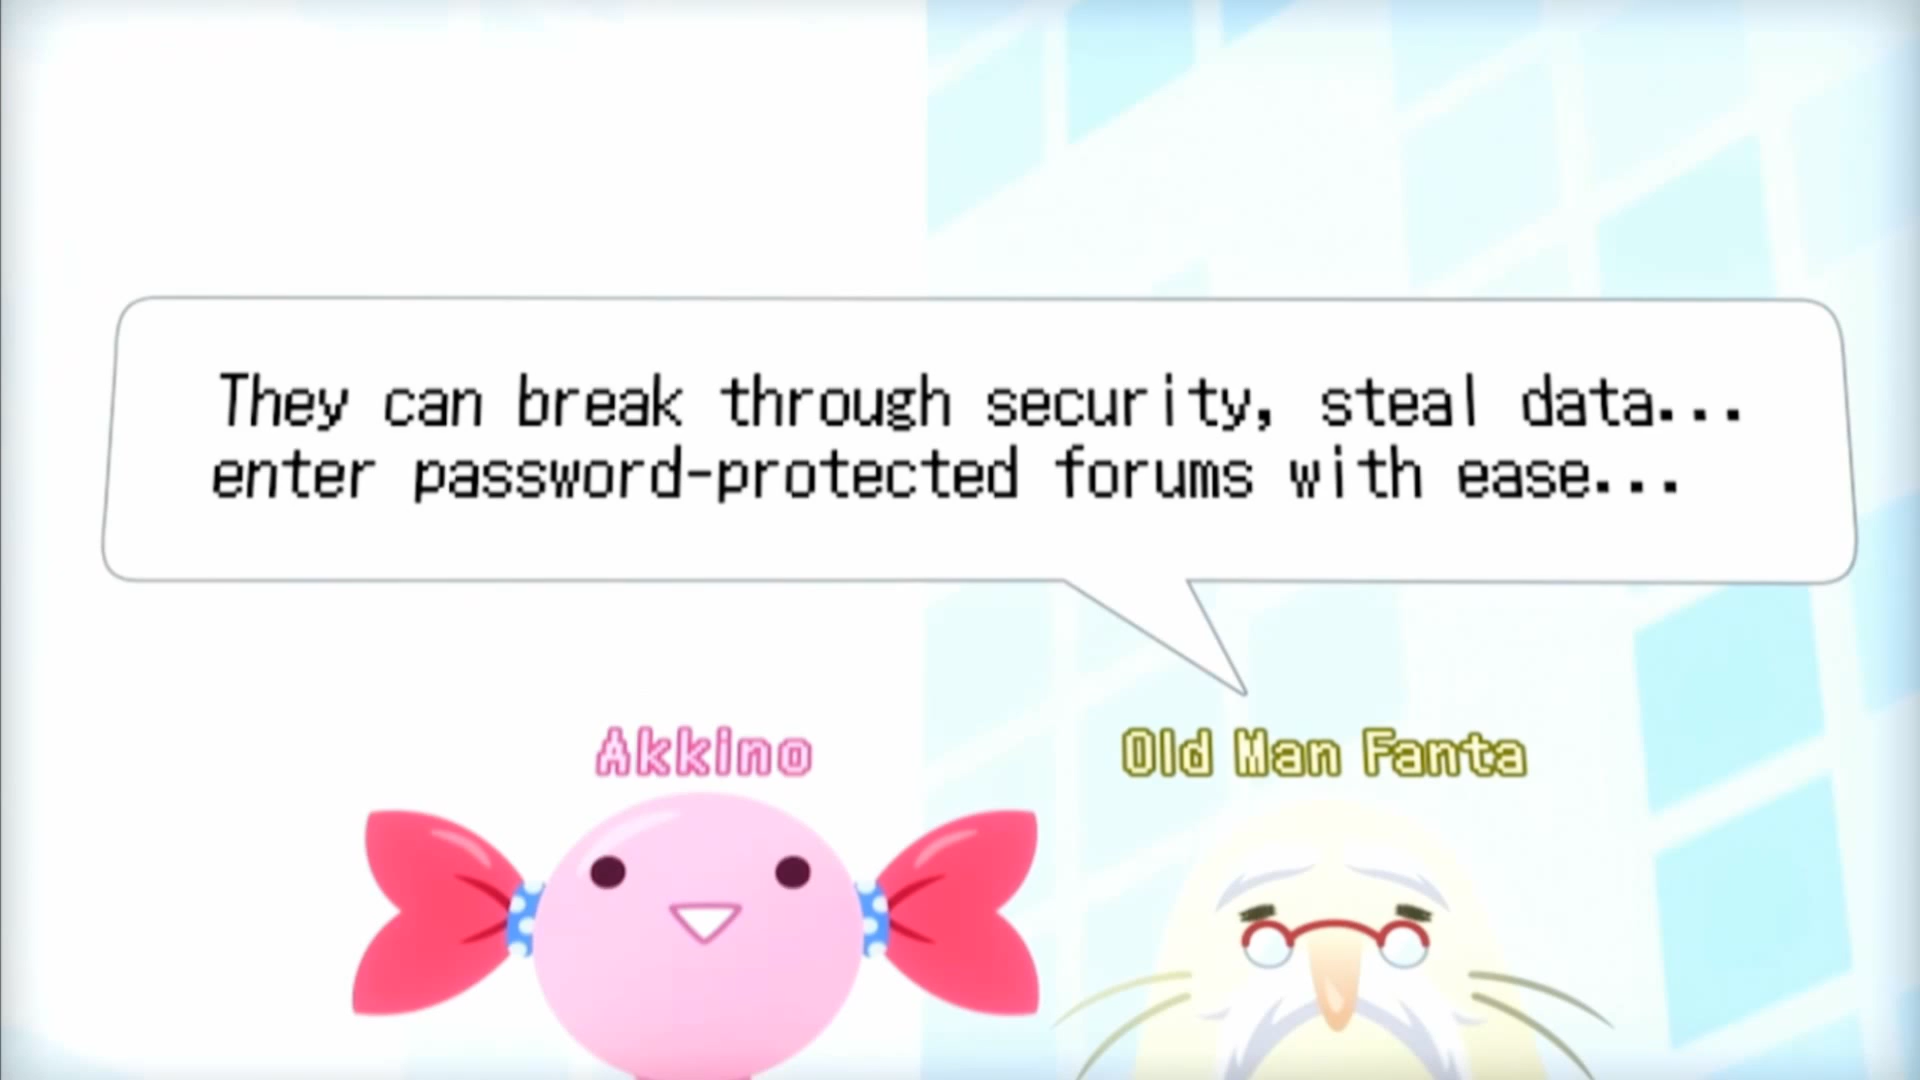 They can break through security, steal data...
enter password-protected forums with ease...
Akkino
Old Man Fanta